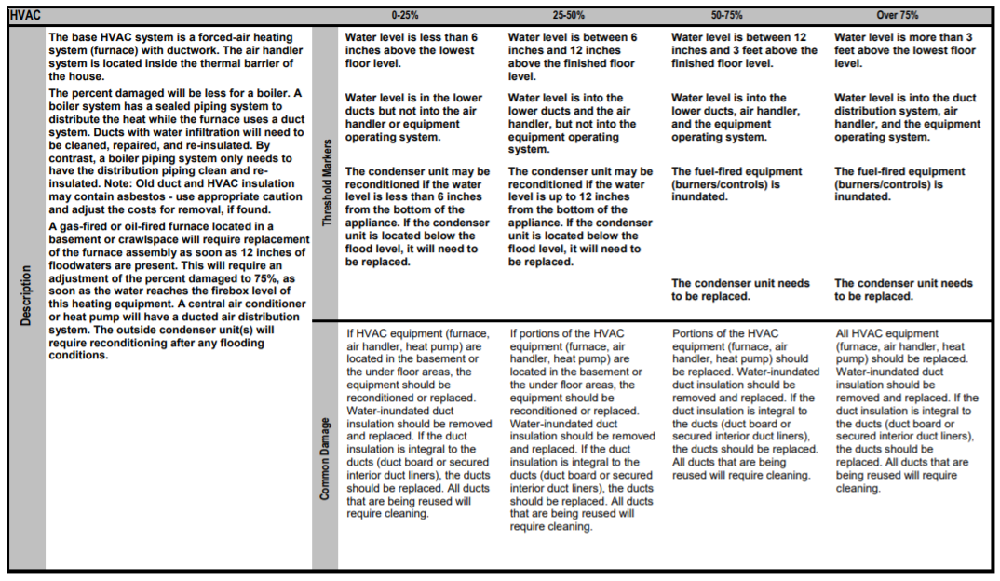 HVAC
0-25%
25-50%
50-75%
Over 75%
Description
The base HVAC system is a forced-air heating
system (furnace) with ductwork. The air handler
system is located inside the thermal barrier of
the house.
The percent damaged will be less for a boiler. A
boiler system has a sealed piping system to
distribute the heat while the furnace uses a duct
system. Ducts with water infiltration will need to
be cleaned, repaired, and re-insulated. By
contrast, a boiler piping system only needs to
have the distribution piping clean and re-
insulated. Note: Old duct and HVAC insulation
may contain asbestos - use appropriate caution
and adjust the costs for removal, if found.
A gas-fired or oil-fired furnace located in a
basement or crawlspace will require replacement
of the furnace assembly as soon as 12 inches of
floodwaters are present. This will require an
adjustment of the percent damaged to 75%, as
soon as the water reaches the firebox level of
this heating equipment. A central air conditioner
or heat pump will have a ducted air distribution
system. The outside condenser unit(s) will
require reconditioning after any flooding
conditions.
Threshold Markers
Water level is less than 6
inches above the lowest
floor level.
Water level is in the lower
ducts but not into the air
handler or equipment
operating system.
The condenser unit may be
reconditioned if the water
level is less than 6 inches
from the bottom of the
appliance. If the condenser
unit is located below the
flood level, it will need to
be replaced.
Water level is between 6
inches and 12 inches
above the finished floor
level.
Water level is into the
lower ducts and the air
handler, but not into the
equipment operating
system.
The condenser unit may be
reconditioned if the water
level is up to 12 inches
from the bottom of the
appliance. If the condenser
unit is located below the
flood level, it will need to
be replaced.
Water level is between 12
inches and 3 feet above the
finished floor level.
Water level is into the
lower ducts, air handler,
and the equipment
operating system.
The fuel-fired equipment
(burners/controls) is
inundated.
The condenser unit needs
to be replaced.
Water level is more than 3
feet above the lowest floor
level.
Water level is into the duct
distribution system, air
handler, and the equipment
operating system.
The fuel-fired equipment
(burners/controls) is
inundated.
The condenser unit needs
to be replaced.
Common Damage
If HVAC equipment (furnace,
air handler, heat pump) are
located in the basement or
the under floor areas, the
equipment should be
reconditioned or replaced.
Water-inundated duct
insulation should be removed
and replaced. If the duct
insulation is integral to the
ducts (duct board or secured
interior duct liners), the ducts
should be replaced. All ducts
that are being reused will
require cleaning.
If portions of the HVAC
equipment (furnace, air
handler, heat pump) are
located in the basement or
the under floor areas, the
equipment should be
reconditioned or replaced.
Water-inundated duct
insulation should be removed
and replaced. If the duct
insulation is integral to the
ducts (duct board or secured
interior duct liners), the ducts
should be replaced. All ducts
that are being reused will
require cleaning.
Portions of the HVAC
equipment (furnace, air
handler, heat pump) should
be replaced. Water-inundated
duct insulation should be
removed and replaced. If the
duct insulation is integral to
the ducts (duct board or
secured interior duct liners),
the ducts should be replaced.
All ducts that are being
reused will require cleaning.
All HVAC equipment
(furnace, air handler, heat
pump) should be replaced.
Water-inundated duct
insulation should be
removed and replaced. If the
duct insulation is integral to
the ducts (duct board or
secured interior duct liners),
the ducts should be
replaced. All ducts that are
being reused will require
cleaning.